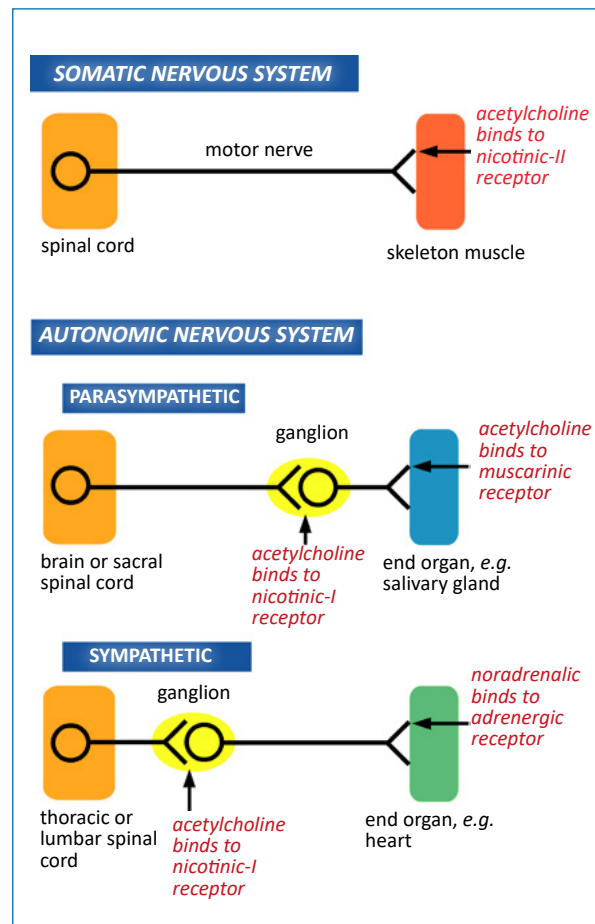 SOMATIC NERVOUS SYSTEM
acetylcholine
binds to
nicotinic-II
receptor
motor nerve
spinal cord
skeleton muscle
AUTONOMIC NERVOUS SYSTEM
PARASYMPATHETIC
ganglion
acetylcholine
binds to
muscarinic
receptor
brain or sacral
spinal cord
acetylcholine
binds to
nicotinic-I
receptor
end organ, e.g.
salivary gland
SYMPATHETIC
ganglion
noradrenalic
binds to
adrenergic
receptor
thoracic or
lumbar spinal
cord
acetylcholine
binds to
nicotinic-I
receptor
end organ, e.g.
heart